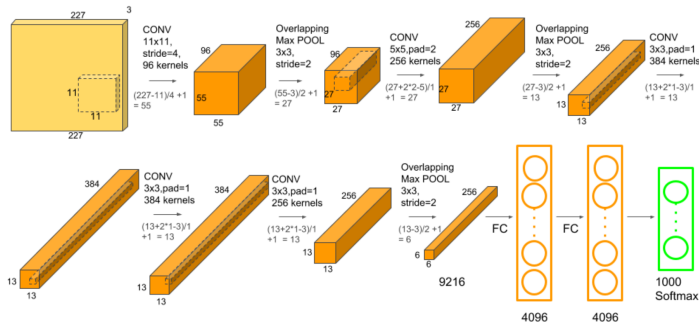 227
3
11
11
227
CONV
11x11,
stride=4,
96 kernels
(227-11)/4 +1
= 55
96
55
55
Overlapping
Max POOL
3x3,
stride=2
(55-3)/2 +1
= 27
96
27
27
CONV
5x5,pad=2
256 kernels
(27+2*2-5)/1
+1 = 27
256
27
27
Overlapping
Max POOL
3x3,
stride=2
(27-3)/2 +1
= 13
256
13
13
CONV
3x3,pad=1
384 kernels
(13+2*1-3)/1
+1 = 13
384
13
13
CONV
3x3,pad=1
384 kernels
(13+2*1-3)/1
+1 = 13
384
13
13
CONV
3x3,pad=1
256 kernels
(13+2*1-3)/1
+1 = 13
256
13
13
Overlapping
Max POOL
3x3,
stride=2
(13-3)/2 +1
= 6
256
6
6
9216
FC
4096
FC
4096
1000
Softmax